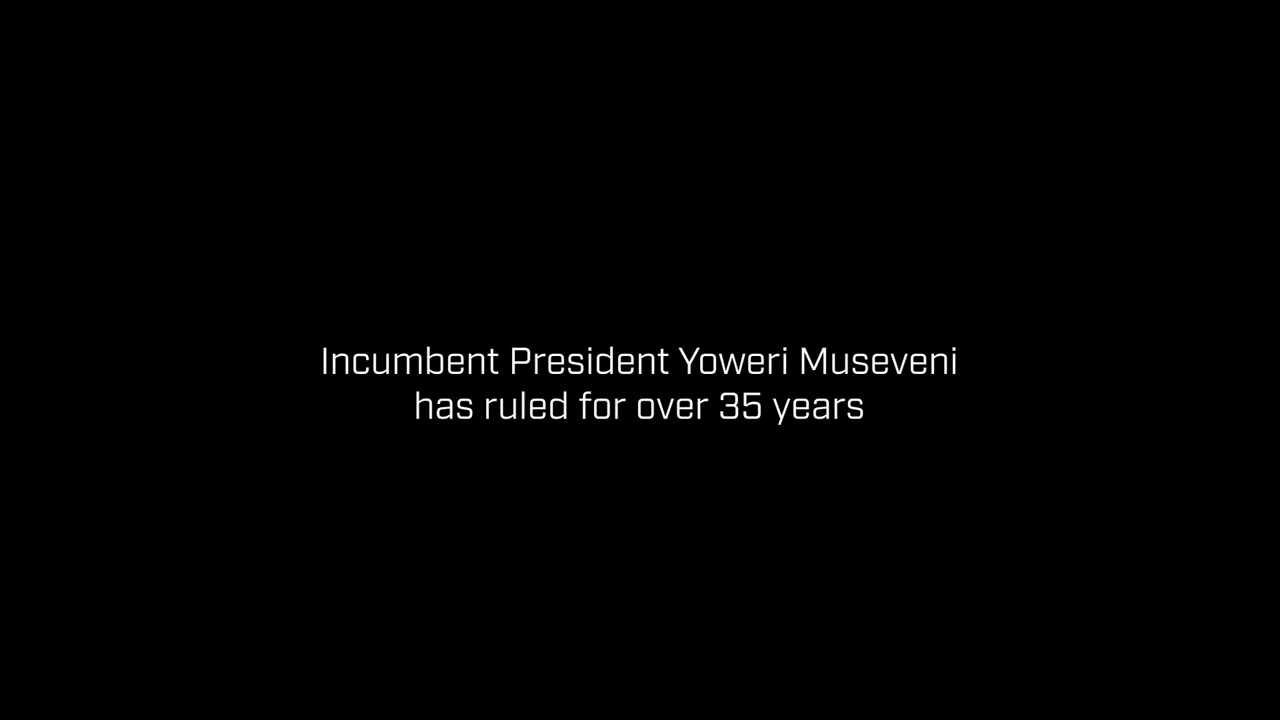 Incumbent President Yoweri Museveni
has ruled for over 35 years